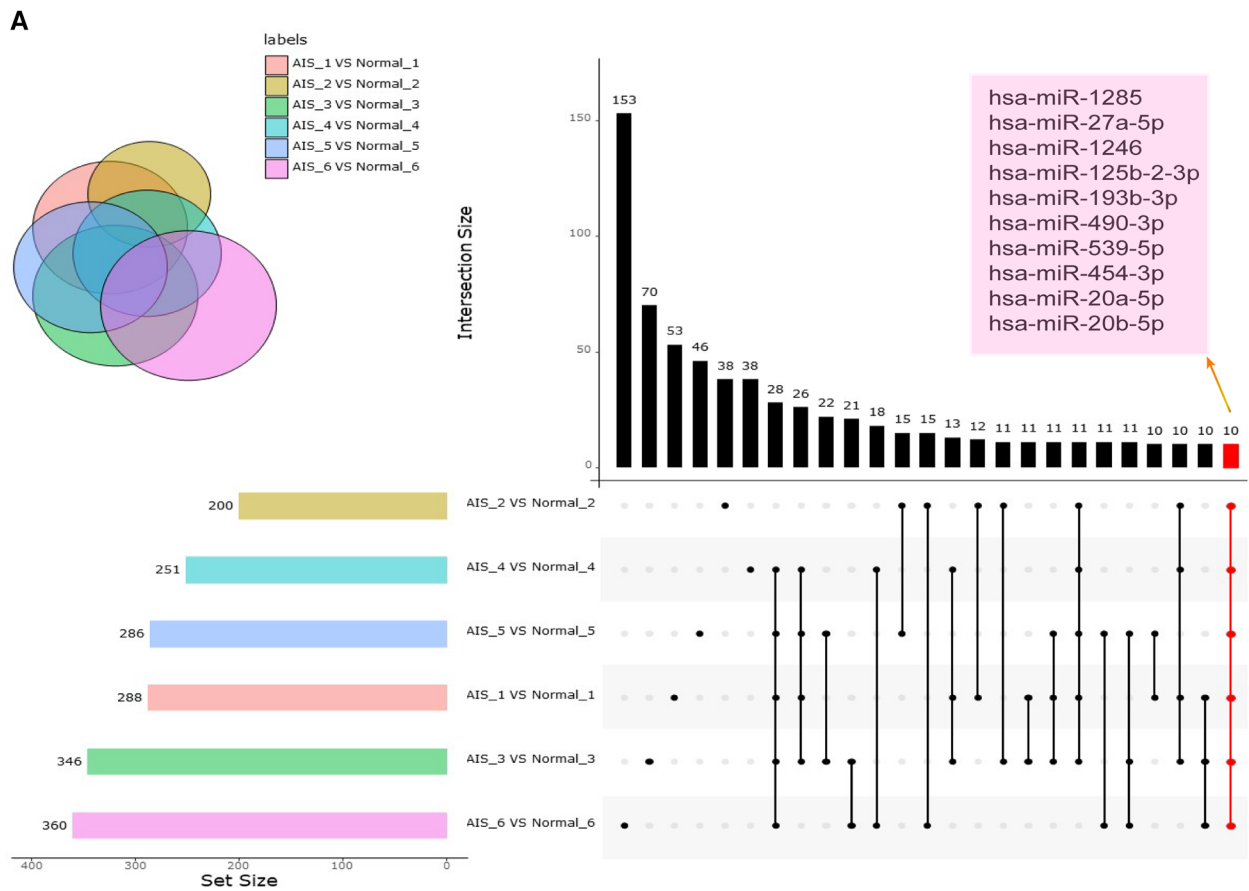 A
labels
AIS_1 VS Normal_1
AIS_2 VS Normal_2
AIS_3 VS Normal_3
AIS_4 VS Normal_4
AIS_5 VS Normal_5
AIS_6 VS Normal_6
hsa-miR-1285
hsa-miR-27a-5p
hsa-miR-1246
hsa-miR-125b-2-3p
hsa-miR-193b-3p
hsa-miR-490-3p
hsa-miR-539-5p
hsa-miR-454-3p
hsa-miR-20a-5p
hsa-miR-20b-5p
Intersection Size
150
100
50
0
153 70 53 46 38 38 28 26 22 21 18 15 15 13 12 11 11 11 11 11 11 10 10 10 10
200 AIS_2 VS Normal_2
251 AIS_4 VS Normal_4
286 AIS_5 VS Normal_5
288 AIS_1 VS Normal_1
346 AIS_3 VS Normal_3
360 AIS_6 VS Normal_6
400 300 200 100 0
Set Size